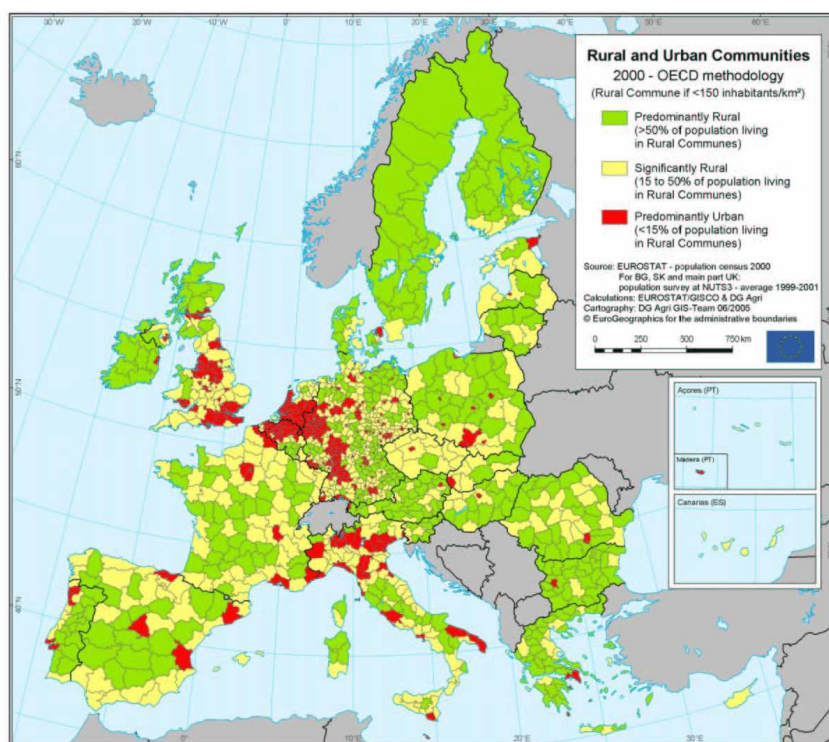 30°W
20°W
10°W
0°
10°E
20°E
30°E
40°E
60°E
60°N
50°N
40°N
Rural and Urban Communities
2000 - OECD methodology
(Rural Commune if <150 inhabitants/km²)
Predominantly Rural
(>50% of population living
in Rural Communes)
Significantly Rural
(15 to 50% of population living
in Rural Communes)
Predominantly Urban
(<15% of population living
in Rural Communes)
Source: EUROSTAT - population census 2000
For BG, SK and main part UK:
population survey at NUTS3 - average 1999-2001
Calculations: EUROSTAT/GISCO & DG Agri
Cartography: DG Agri GIS-Team 06/2005
© EuroGeographics for the administrative boundaries
0 250 500 750 km
Açores (PT)
Madeira (PT)
Canarias (ES)
0°
10°E
20°E
30°E